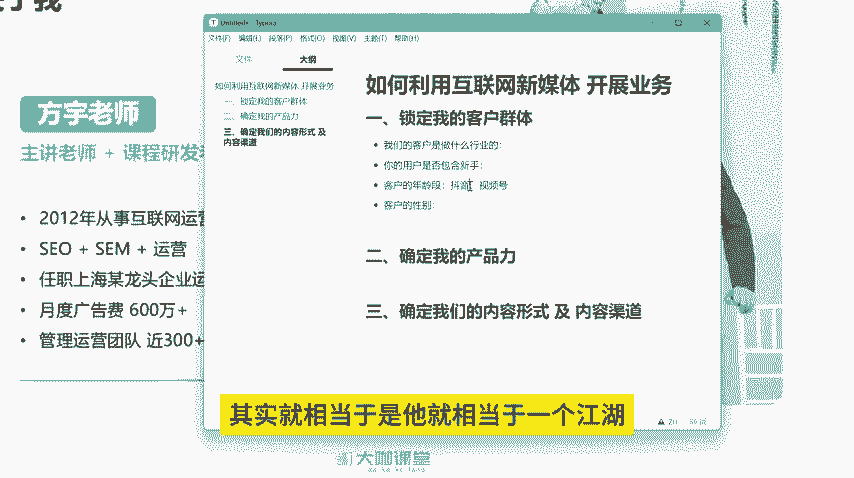 方宇老师
主讲老师 + 课程研发
2012年从事互联网运营
SEO + SEM + 运营
任职上海某龙头企业运
月度广告费 600万+
管理运营团队 近300+
文件(F) 编辑(E) 段落(P) 格式(O) 视图(V) 主题(T) 帮助(H)
文件 大纲
如何利用互联网新媒体 开展业务
一、锁定我的客户群体
二、确定我的产品力
三、确定我们的内容形式 及
内容渠道
如何利用互联网新媒体 开展业务
一、锁定我的客户群体
我们的客户是做什么行业的：
你的用户是否包含新手：
客户的年龄段：抖音 视频号
客户的性别：
二、确定我的产品力
三、确定我们的内容形式 及 内容渠道
其实就相当于是他就相当于一个江湖
大咖课堂